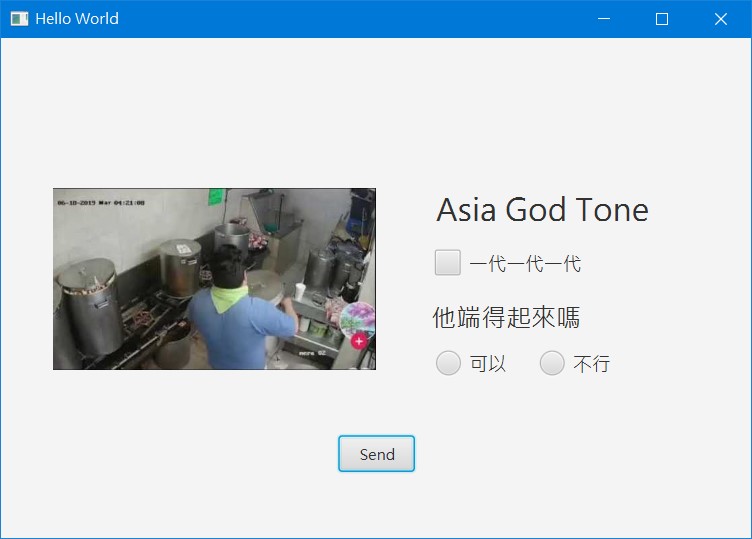 Hello World
06-18-2019 Mar 04:21:08
Asia God Tone
一代一代一代
他端得起來嗎
可以
不行
Send